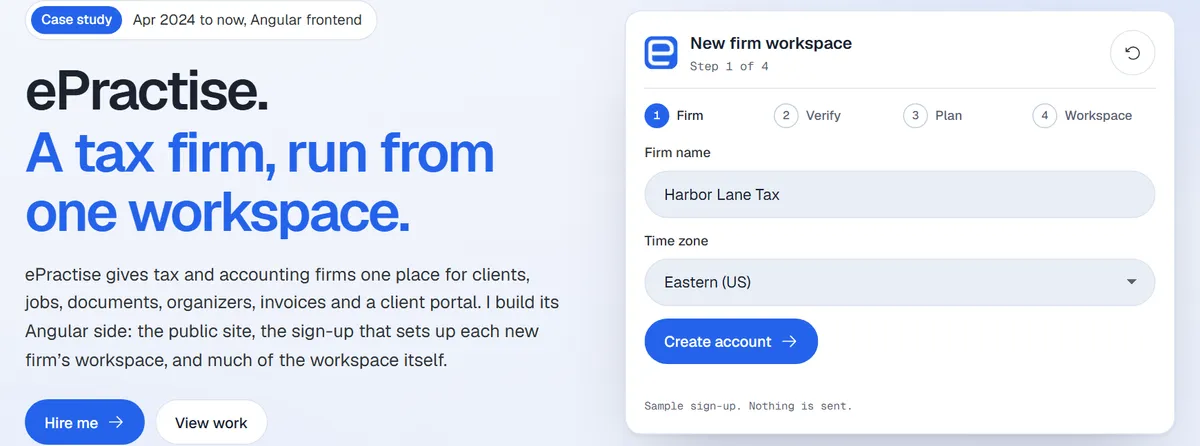 Case study Apr 2024 to now, Angular frontend
ePractise.
A tax firm, run from
one workspace.
ePractise gives tax and accounting firms one place for clients,
jobs, documents, organizers, invoices and a client portal. I build its
Angular side: the public site, the sign-up that sets up each new
firm’s workspace, and much of the workspace itself.
Hire me
View work
e
New firm workspace
Step 1 of 4
1 Firm
2 Verify
3 Plan
4 Workspace
Firm name
Harbor Lane Tax
Time zone
Eastern (US)
Create account
Sample sign-up. Nothing is sent.